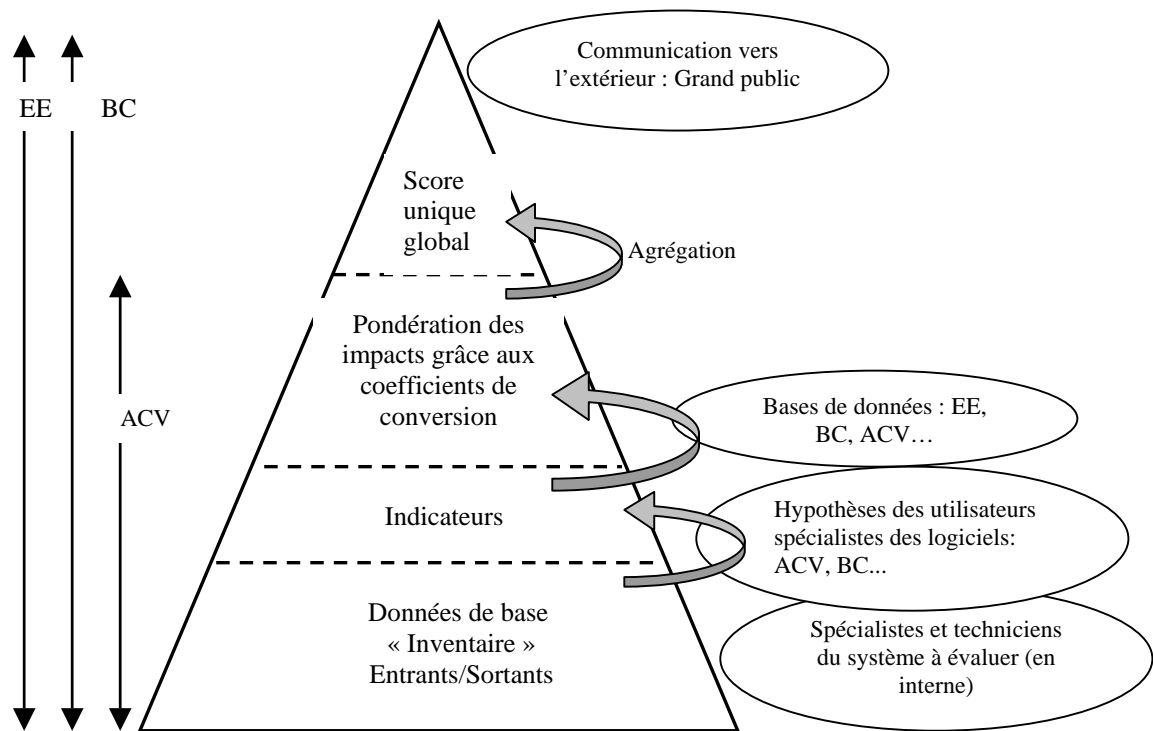 Communication vers
l’extérieur : Grand public
EE
BC
Score
unique
global
Agrégation
Pondération des
impacts grâce aux
coefficients de
conversion
ACV
Bases de données : EE,
BC, ACV…
Indicateurs
Hypothèses des utilisateurs
spécialistes des logiciels:
ACV, BC...
Données de base
« Inventaire »
Entrants/Sortants
Spécialistes et techniciens
du système à évaluer (en
interne)